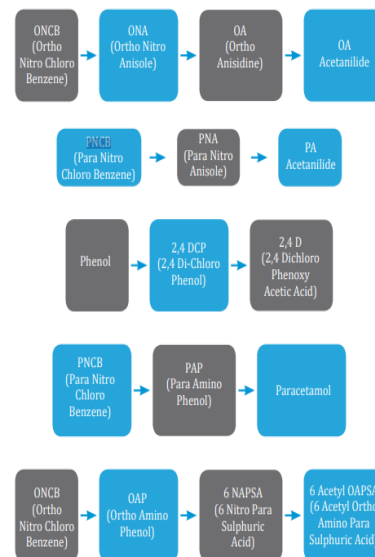 ONCB
(Ortho
Nitro Chloro
Benzene)
ONA
(Ortho Nitro
Anisole)
OA
(Ortho
Anisidine)
OA
Acetanilide
PNCB
(Para Nitro
Chloro Benzene)
PNA
(Para Nitro
Anisole)
PA
Acetanilide
Phenol
2,4 DCP
(2,4 Di-Chloro
Phenol)
2,4 D
(2,4 Dichloro
Phenoxy
Acetic Acid)
PNCB
(Para Nitro
Chloro
Benzene)
PAP
(Para Amino
Phenol)
Paracetamol
ONCB
(Ortho
Nitro Chloro
Benzene)
OAP
(Ortho Amino
Phenol)
6 NAPSA
(6 Nitro Para
Sulphuric
Acid)
6 Acetyl OAPSA
(6 Acetyl Ortho
Amino Para
Sulphuric Acid)